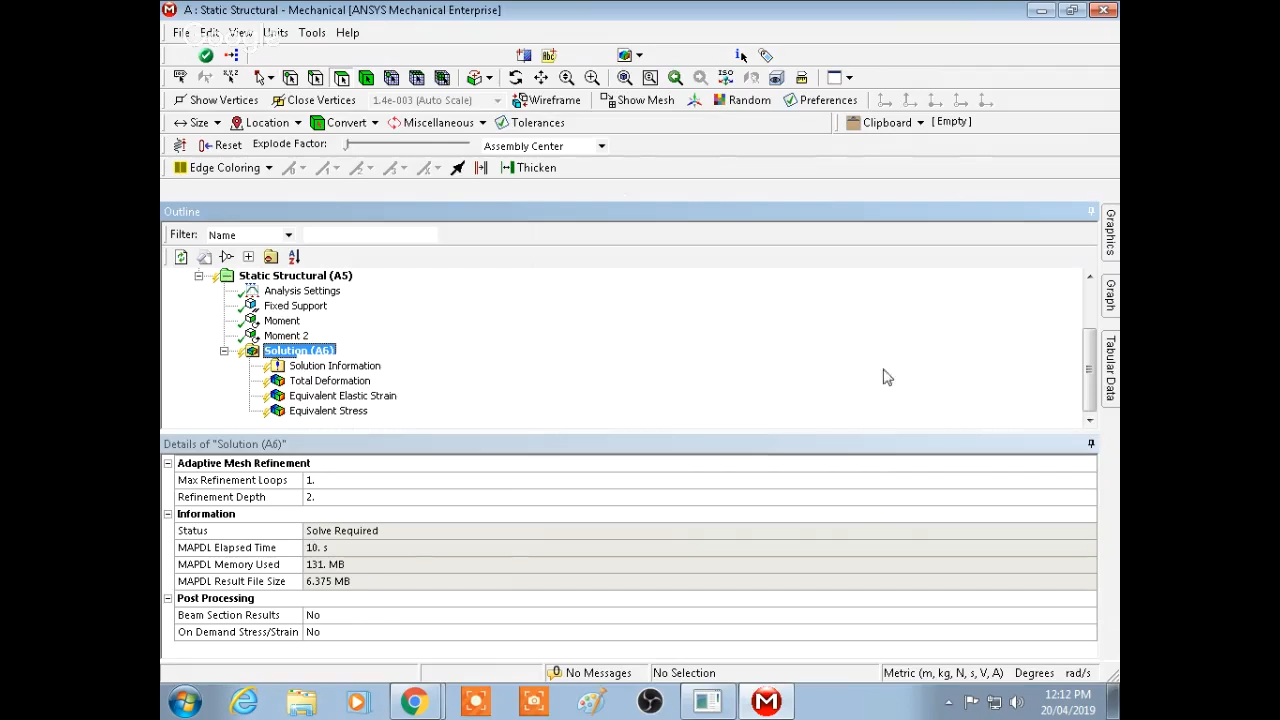 A : Static Structural - Mechanical [ANSYS Mechanical Enterprise]
File Edit View Units Tools Help
Google
Show Vertices Close Vertices 1.4e-003 (Auto Scale) Wireframe Show Mesh Random Preferences
Size Location Convert Miscellaneous Tolerances Clipboard [Empty]
Reset Explode Factor: Assembly Center
Edge Coloring Thicken
Outline
Filter: Name
Static Structural (A5)
Analysis Settings
Fixed Support
Moment
Moment 2
Solution (A6)
Solution Information
Total Deformation
Equivalent Elastic Strain
Equivalent Stress
Graphics
Graph
Tabular Data
Details of "Solution (A6)"
Adaptive Mesh Refinement
Max Refinement Loops 1.
Refinement Depth 2.
Information
Status Solve Required
MAPDL Elapsed Time 10. s
MAPDL Memory Used 131. MB
MAPDL Result File Size 6.375 MB
Post Processing
Beam Section Results No
On Demand Stress/Strain No
No Messages No Selection Metric (m, kg, N, s, V, A) Degrees rad/s
12:12 PM
20/04/2019